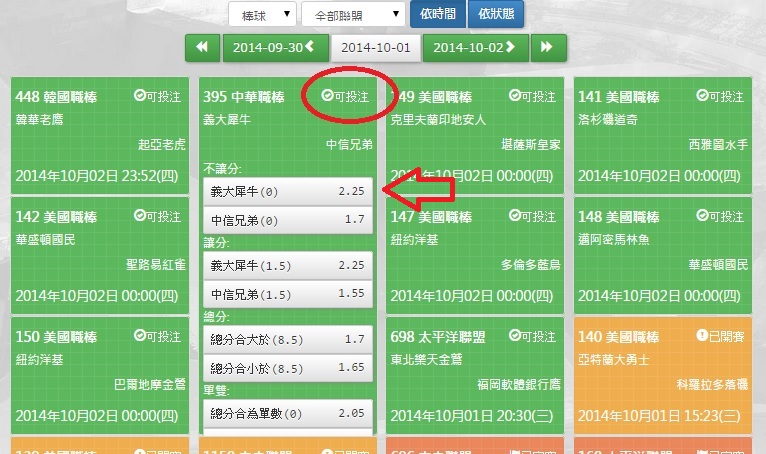 棒球
全部聯盟
依時間
依狀態
2014-09-30
2014-10-01
2014-10-02
448 韓國職棒 可投注
韓華老鷹
起亞老虎
2014年10月02日 23:52(四)
395 中華職棒 可投注
義大犀牛
中信兄弟
不讓分:
義大犀牛(0) 2.25
中信兄弟(0) 1.7
讓分:
義大犀牛(1.5) 2.25
中信兄弟(1.5) 1.55
總分:
總分合大於(8.5) 1.7
總分合小於(8.5) 1.65
單雙:
總分合為單數(0) 2.05
149 美國職棒 可投注
克里夫蘭印地安人
堪薩斯皇家
2014年10月02日 00:00(四)
141 美國職棒 可投注
洛杉磯道奇
西雅圖水手
2014年10月02日 00:00(四)
142 美國職棒 可投注
華盛頓國民
聖路易紅雀
2014年10月02日 00:00(四)
147 美國職棒 可投注
紐約洋基
多倫多藍鳥
2014年10月02日 00:00(四)
148 美國職棒 可投注
邁阿密馬林魚
華盛頓國民
2014年10月02日 00:00(四)
150 美國職棒 可投注
紐約洋基
巴爾地摩金鶯
2014年10月02日 00:00(四)
698 太平洋聯盟 可投注
東北樂天金鷲
福岡軟體銀行鷹
2014年10月01日 20:30(三)
140 美國職棒 已開賽
亞特蘭大勇士
科羅拉多落磯
2014年10月01日 15:23(三)